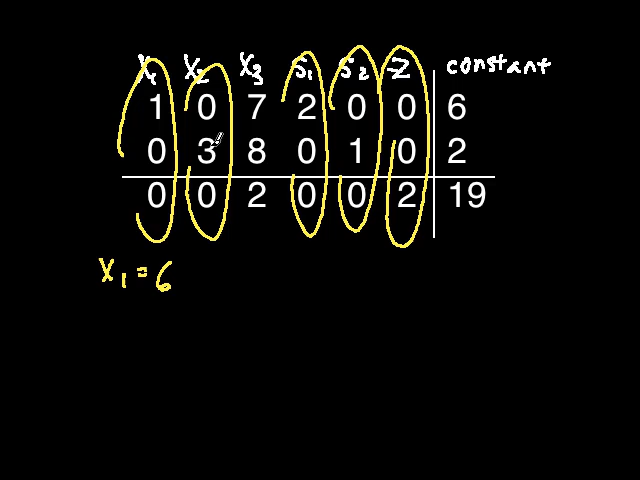 x₁ x₂ x₃ s₁ s₂ z constant
1 0 7 2 0 0 6
0 3 8 0 1 0 2
0 0 2 0 0 2 19
x₁ = 6